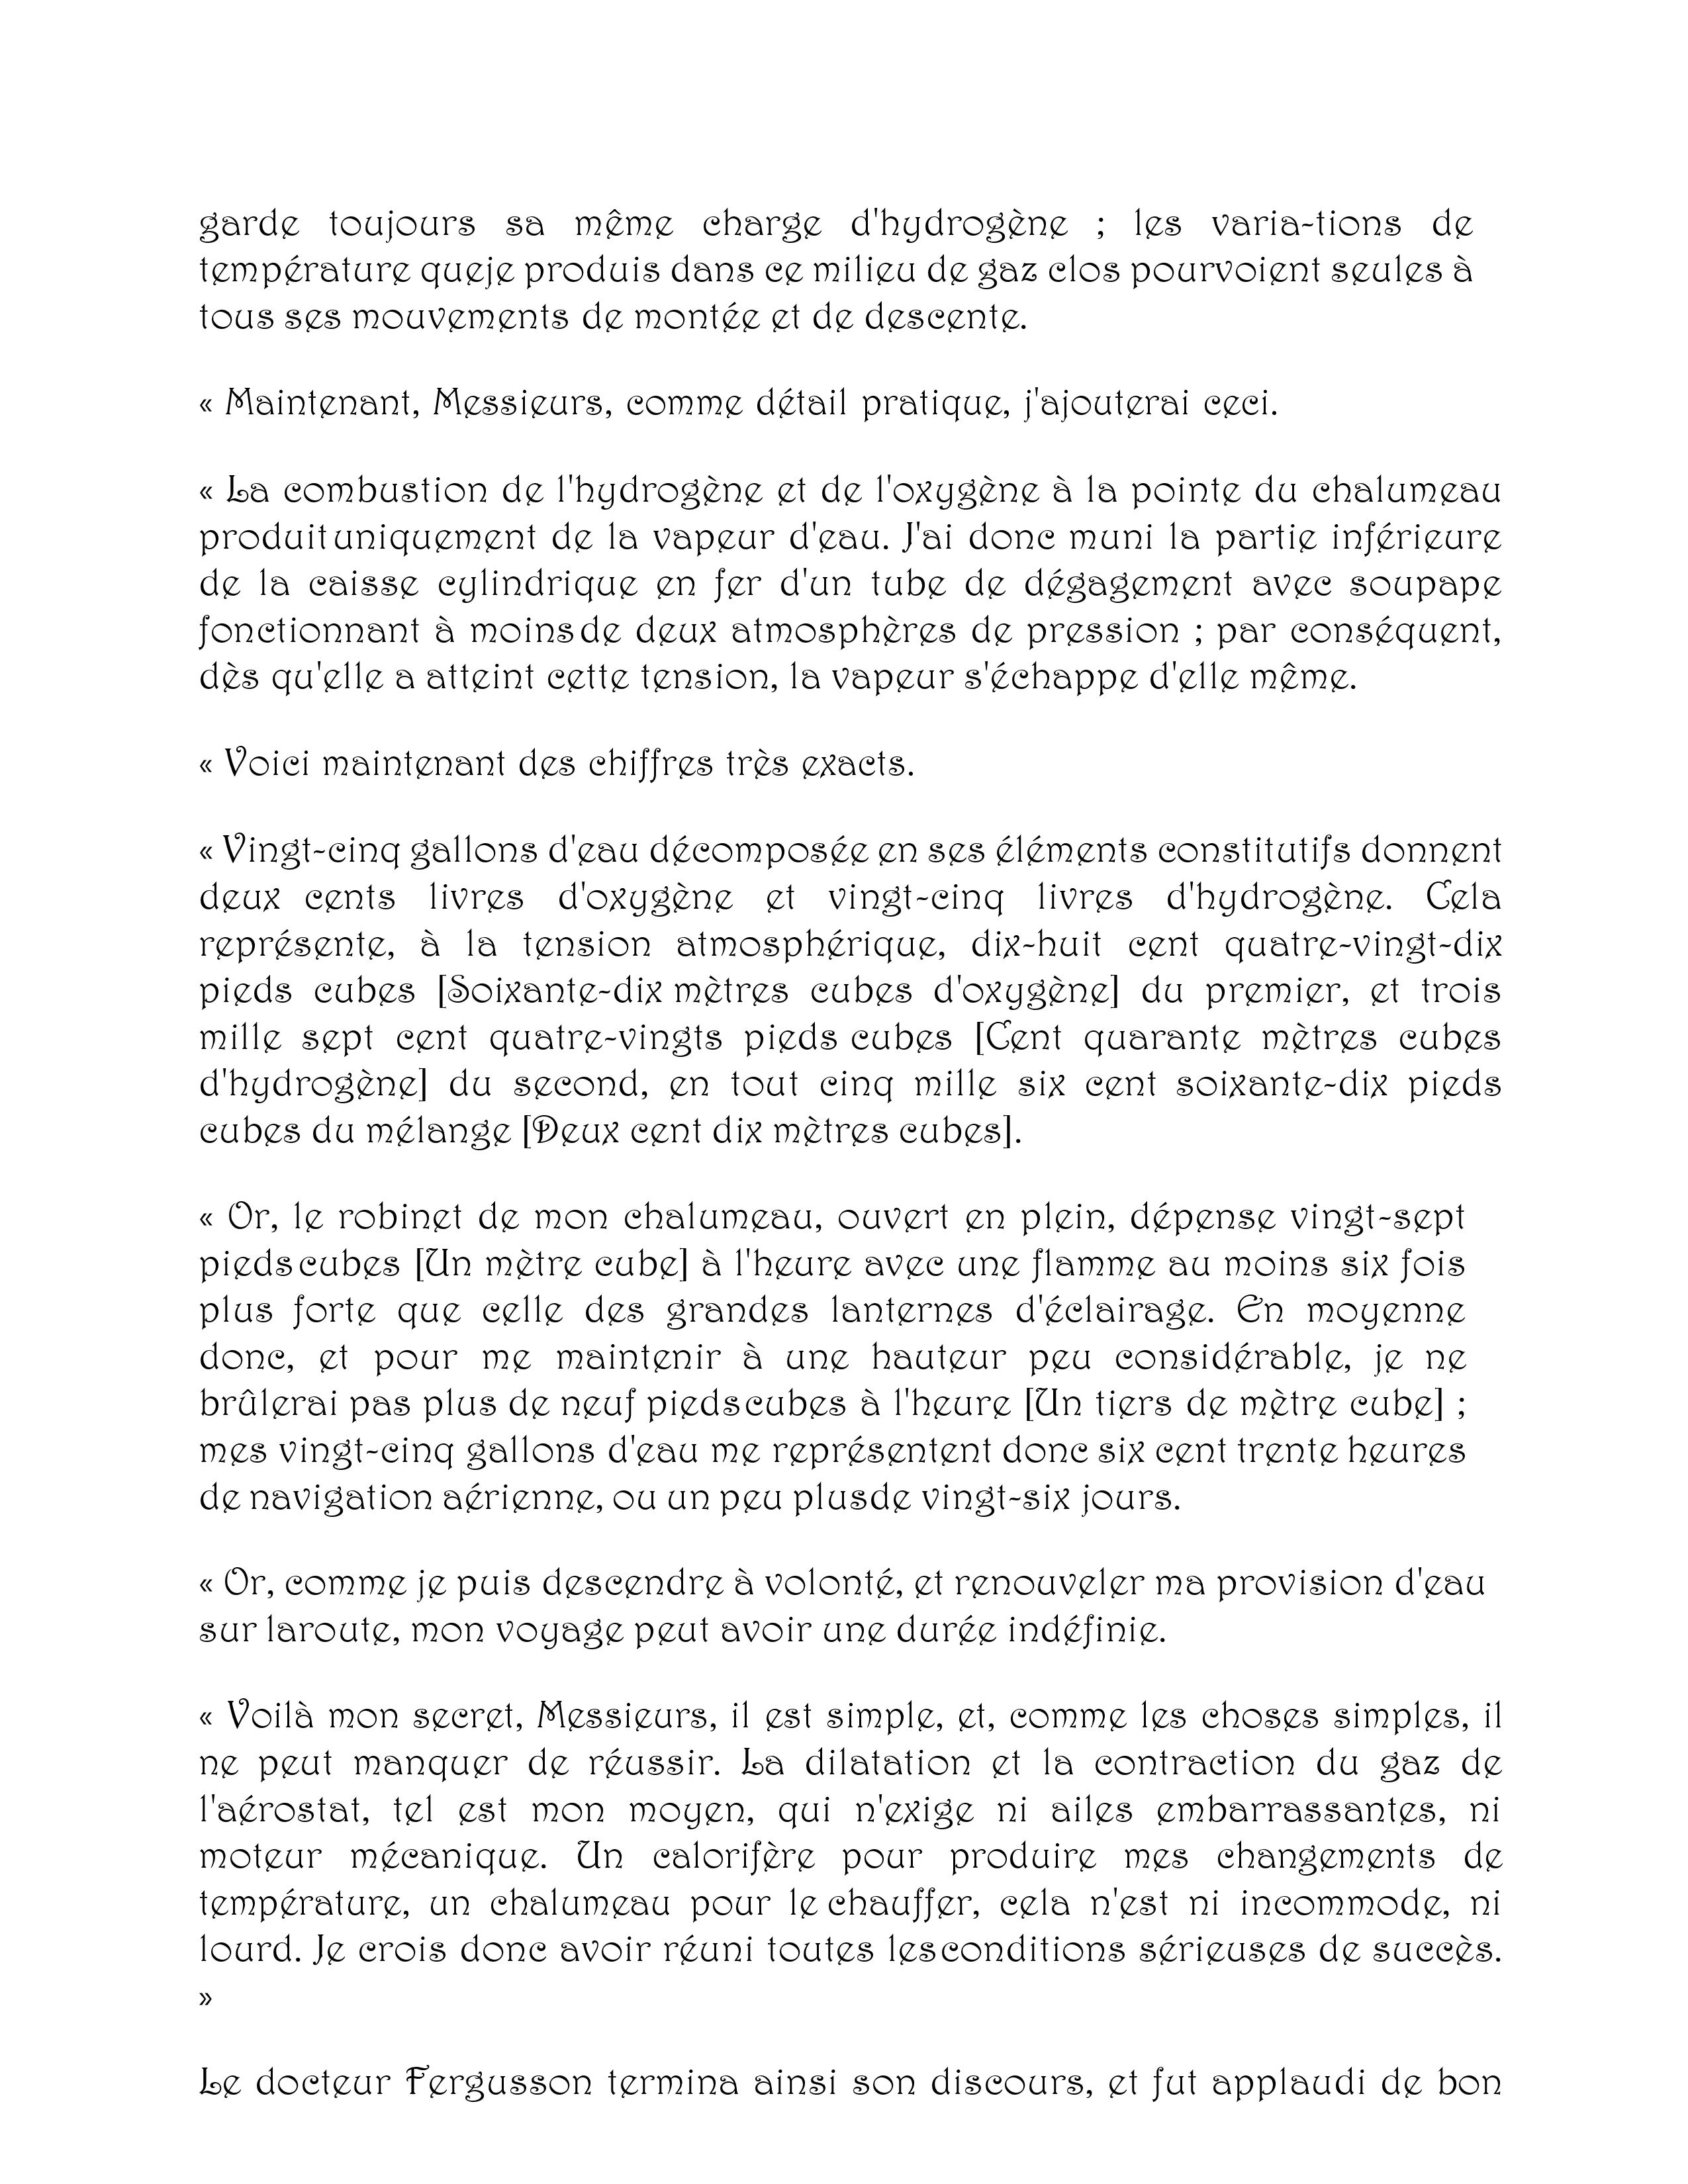 garde toujours sa même charge d'hydrogène ; les varia-tions de
température queje produis dans ce milieu de gaz clos pourvoient seules à
tous ses mouvements de montée et de descente.
« Maintenant, Messieurs, comme détail pratique, j'ajouterai ceci.
« La combustion de l'hydrogène et de l'oxygène à la pointe du chalumeau
produituniquement de la vapeur d'eau. J'ai donc muni la partie inférieure
de la caisse cylindrique en fer d'un tube de dégagement avec soupape
fonctionnant à moinsde deux atmosphères de pression ; par conséquent,
dès qu'elle a atteint cette tension, la vapeur s'échappe d'elle même.
« Voici maintenant des chiffres très exacts.
« Vingt-cinq gallons d'eau décomposée en ses éléments constitutifs donnent
deux cents livres d'oxygène et vingt-cinq livres d'hydrogène. Cela
représente, à la tension atmosphérique, dix-huit cent quatre-vingt-dix
pieds cubes [Soixante-dix mètres cubes d'oxygène] du premier, et trois
mille sept cent quatre-vingts pieds cubes [Cent quarante mètres cubes
d'hydrogène] du second, en tout cinq mille six cent soixante-dix pieds
cubes du mélange [Deux cent dix mètres cubes].
« Or, le robinet de mon chalumeau, ouvert en plein, dépense vingt-sept
piedscubes [Un mètre cube] à l'heure avec une flamme au moins six fois
plus forte que celle des grandes lanternes d'éclairage. En moyenne
donc, et pour me maintenir à une hauteur peu considérable, je ne
brûlerai pas plus de neuf piedscubes à l'heure [Un tiers de mètre cube] ;
mes vingt-cinq gallons d'eau me représentent donc six cent trente heures
de navigation aérienne, ou un peu plusde vingt-six jours.
« Or, comme je puis descendre à volonté, et renouveler ma provision d'eau
sur laroute, mon voyage peut avoir une durée indéfinie.
« Voilà mon secret, Messieurs, il est simple, et, comme les choses simples, il
ne peut manquer de réussir. La dilatation et la contraction du gaz de
l'aérostat, tel est mon moyen, qui n'exige ni ailes embarrassantes, ni
moteur mécanique. Un calorifère pour produire mes changements de
température, un chalumeau pour le chauffer, cela n'est ni incommode, ni
lourd. Je crois donc avoir réuni toutes lesconditions sérieuses de succès.
»
Le docteur Fergusson termina ainsi son discours, et fut applaudi de bon